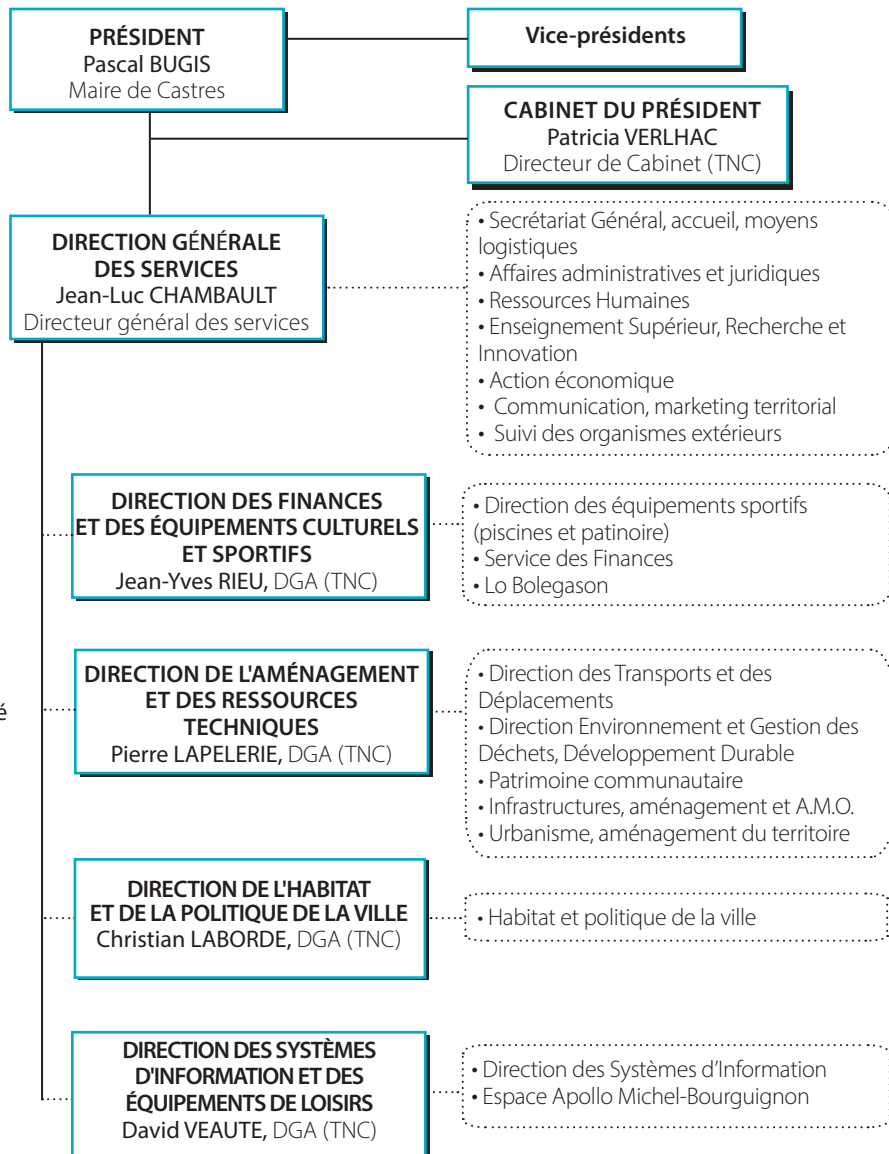 PRÉSIDENT
Pascal BUGIS
Maire de Castres
Vice-présidents
CABINET DU PRÉSIDENT
Patricia VERLHAC
Directeur de Cabinet (TNC)
DIRECTION GÉNÉRALE
DES SERVICES
Jean-Luc CHAMBAULT
Directeur général des services
• Secrétariat Général, accueil, moyens
logistiques
• Affaires administratives et juridiques
• Ressources Humaines
• Enseignement Supérieur, Recherche et
Innovation
• Action économique
• Communication, marketing territorial
• Suivi des organismes extérieurs
DIRECTION DES FINANCES
ET DES ÉQUIPEMENTS CULTURELS
ET SPORTIFS
Jean-Yves RIEU, DGA (TNC)
• Direction des équipements sportifs
(piscines et patinoire)
• Service des Finances
• Lo Bolegason
é
DIRECTION DE L'AMÉNAGEMENT
ET DES RESSOURCES
TECHNIQUES
Pierre LAPELERIE, DGA (TNC)
• Direction des Transports et des
Déplacements
• Direction Environnement et Gestion des
Déchets, Développement Durable
• Patrimoine communautaire
• Infrastructures, aménagement et A.M.O.
• Urbanisme, aménagement du territoire
DIRECTION DE L'HABITAT
ET DE LA POLITIQUE DE LA VILLE
Christian LABORDE, DGA (TNC)
• Habitat et politique de la ville
DIRECTION DES SYSTÈMES
D'INFORMATION ET DES
ÉQUIPEMENTS DE LOISIRS
David VEAUTE, DGA (TNC)
• Direction des Systèmes d’Information
• Espace Apollo Michel-Bourguignon